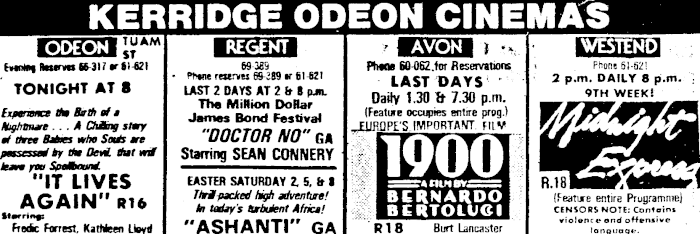 KERRIDGE ODEON CINEMAS
ODEON TUAM ST
Evening Reserves 65-317 or 61-621
TONIGHT AT 8
Experience the Birth of a
Nightmare . . . A Chilling story
of three Babies who Souls are
possessed by the Devil, that will
leave you Spellbound.
"IT LIVES
AGAIN" R16
Starring:
Fredic Forrest, Kathleen Lloyd
REGENT
69-389
Phone reserves 69-389 or 61-621
LAST 2 DAYS AT 2 & 8 p.m.
The Million Dollar
James Bond Festival
"DOCTOR NO" GA
Starring SEAN CONNERY
EASTER SATURDAY 2, 5, & 8
Thrill packed high adventure!
In today's turbulent Africa!
"ASHANTI" GA
AVON
Phone 60-062 for Reservations
LAST DAYS
Daily 1.30 & 7.30 p.m.
(Feature occupies entire prog.)
EUROPE'S IMPORTANT FILM
1900
A FILM BY
BERNARDO
BERTOLUCI
R18 Burt Lancaster
WESTEND
Phone 61-621
2 p.m. DAILY 8 p.m.
9TH WEEK!
Midnight
Express
R.18
(Feature entire Programme)
CENSORS NOTE: Contains
violence and offensive
language.